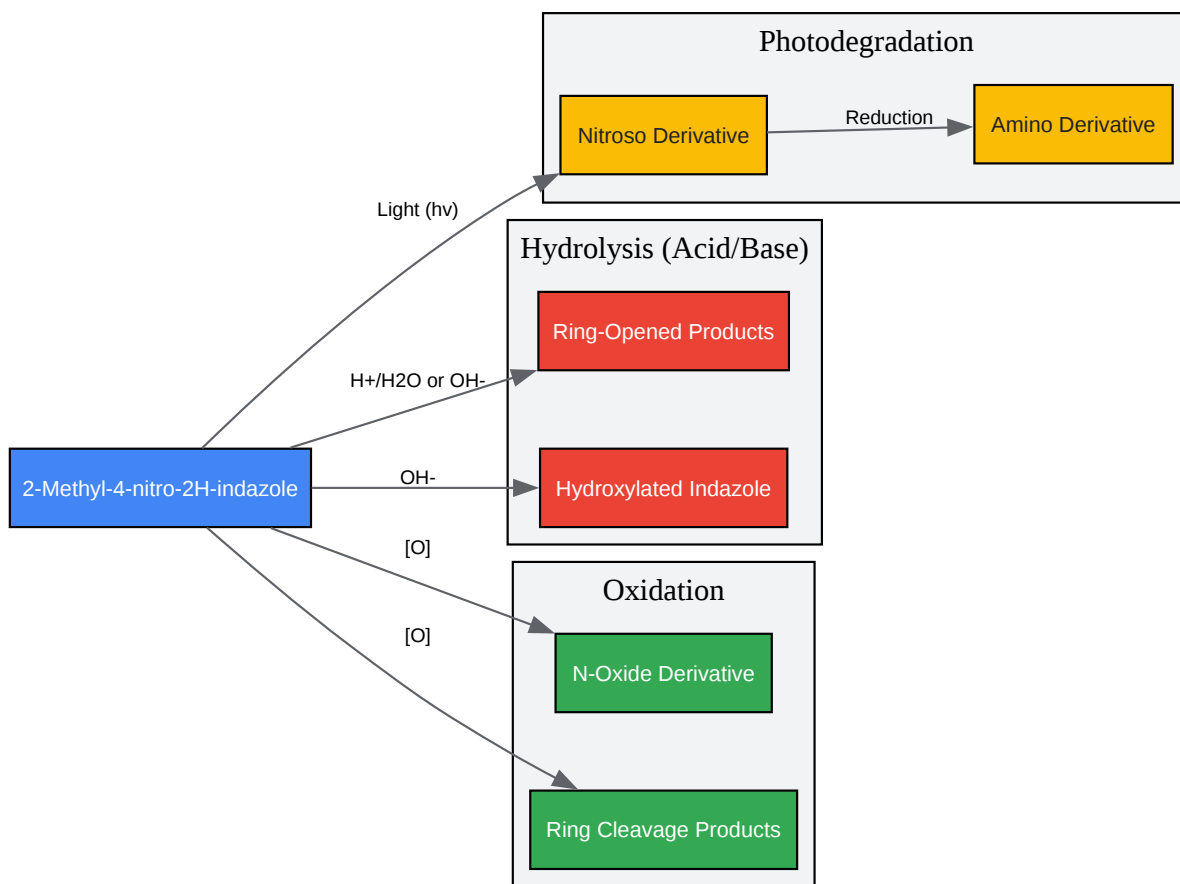 Photodegradation
Nitroso Derivative
Reduction
Amino Derivative
Light (hv)
Hydrolysis (Acid/Base)
Ring-Opened Products
H+/H2O or OH-
2-Methyl-4-nitro-2H-indazole
OH-
Hydroxylated Indazole
[O]
Oxidation
[O]
N-Oxide Derivative
Ring Cleavage Products